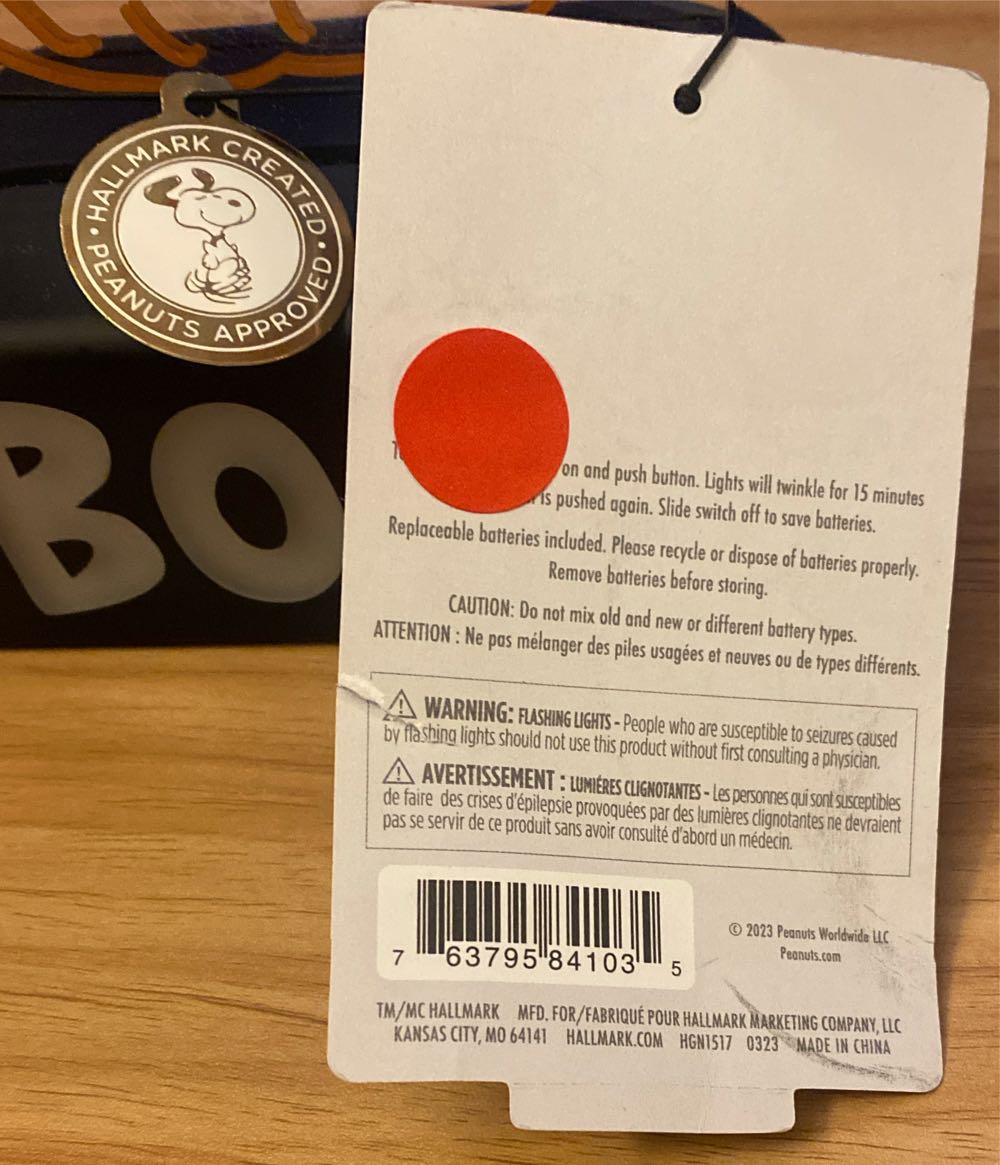 HALLMARK CREATED • PEANUTS APPROVED •
BO
on and push button. Lights will twinkle for 15 minutes
is pushed again. Slide switch off to save batteries.
Replaceable batteries included. Please recycle or dispose of batteries properly.
Remove batteries before storing.
CAUTION: Do not mix old and new or different battery types.
ATTENTION : Ne pas mélanger des piles usagées et neuves ou de types différents.
WARNING: FLASHING LIGHTS - People who are susceptible to seizures caused
by flashing lights should not use this product without first consulting a physician.
AVERTISSEMENT : LUMIÉRES CLIGNOTANTES - Les personnes qui sont susceptibles
de faire des crises d'épilepsie provoquées par des lumières clignotantes ne devraient
pas se servir de ce produit sans avoir consulté d'abord un médecin.
7 63795 84103 5
© 2023 Peanuts Worldwide LLC
Peanuts.com
TM/MC HALLMARK MFD. FOR/FABRIQUÉ POUR HALLMARK MARKETING COMPANY, LLC
KANSAS CITY, MO 64141 HALLMARK.COM HGN1517 0323 MADE IN CHINA